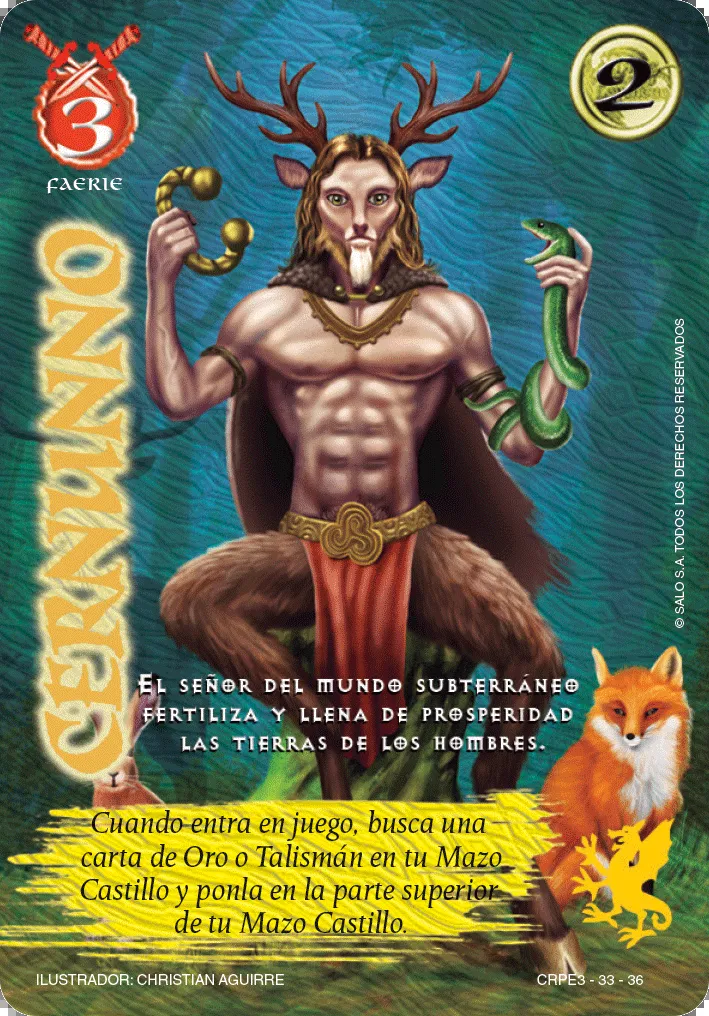 3
2
FAERIE
CERNUNNO
© SALO S.A. TODOS LOS DERECHOS RESERVADOS
El señor del mundo subterráneo
fertiliza y llena de prosperidad
las tierras de los hombres.
Cuando entra en juego, busca una
carta de Oro o Talismán en tu Mazo
Castillo y ponla en la parte superior
de tu Mazo Castillo.
ILUSTRADOR: CHRISTIAN AGUIRRE
CRPE3 - 33 - 36